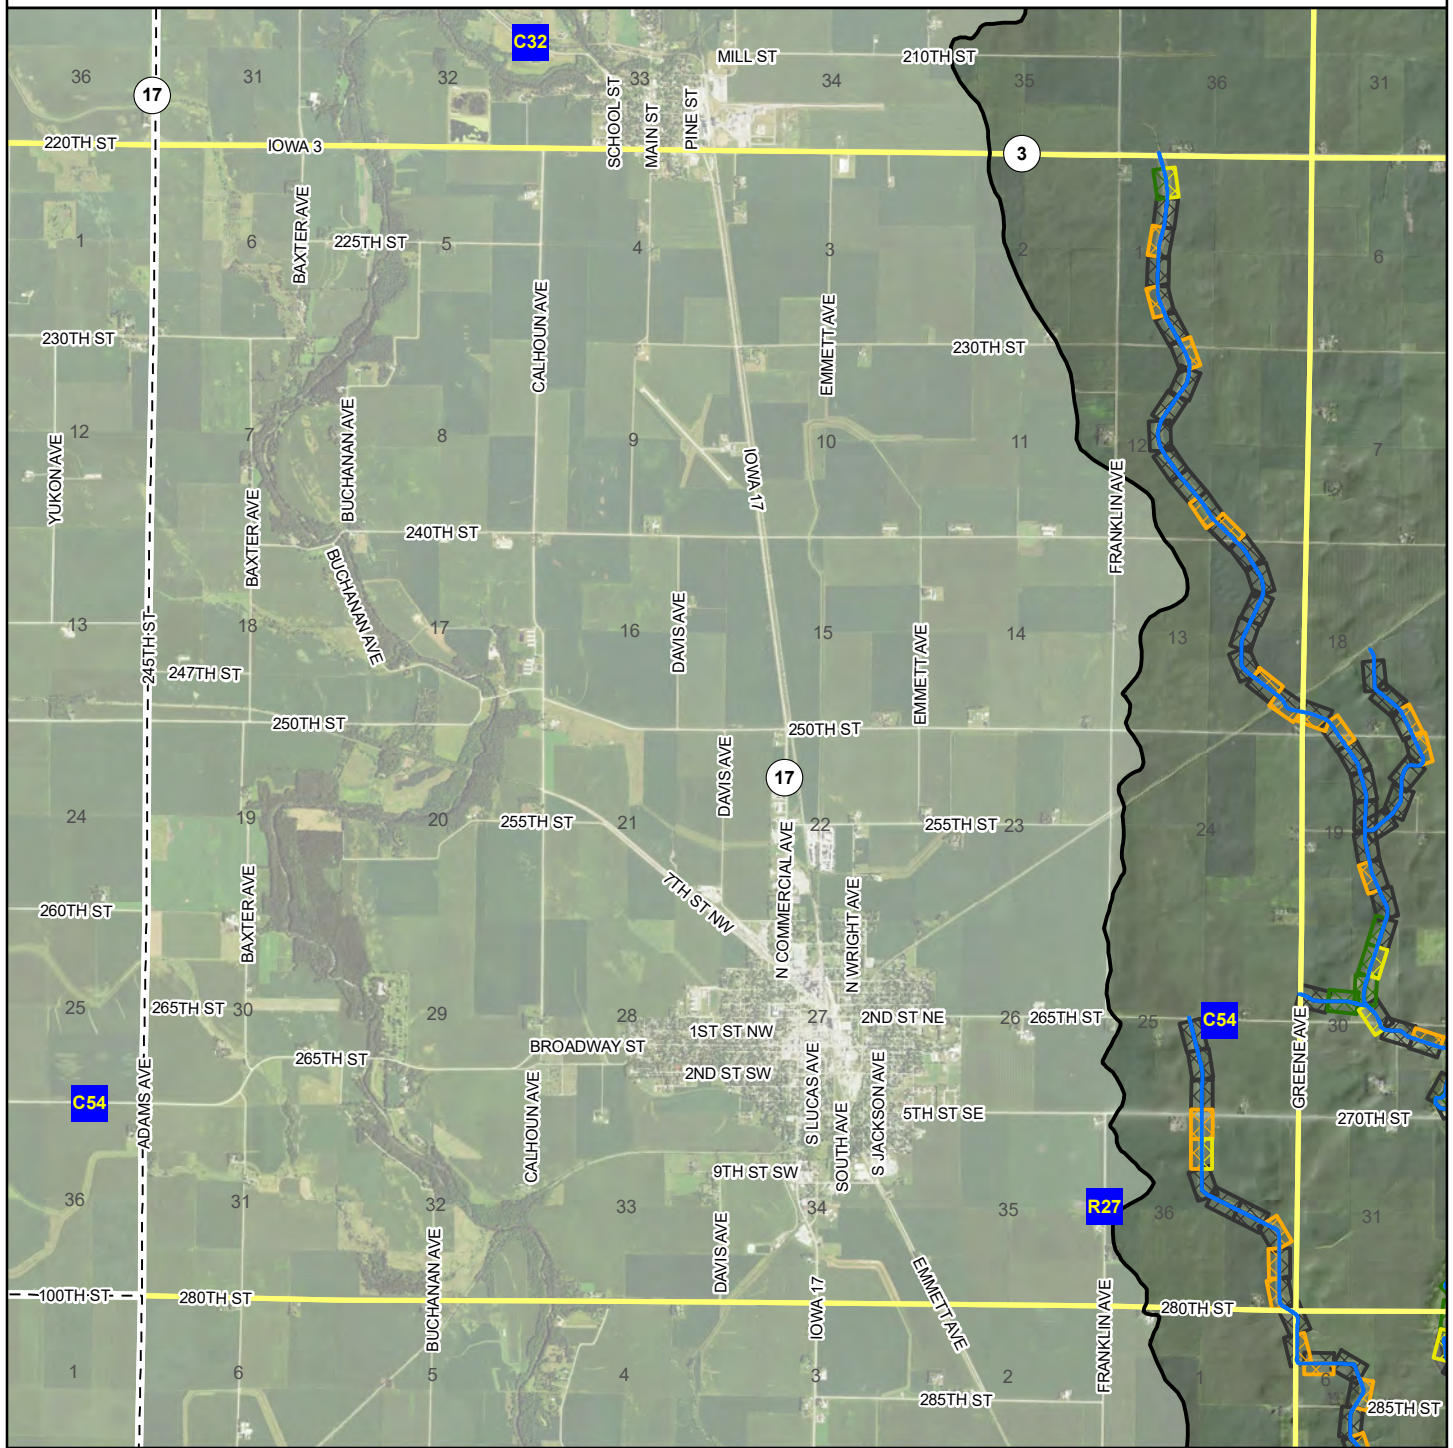 C32
MILL ST
210TH ST
36
31
32
33
34
35
36
31
17
SCHOOL ST
MAIN ST
PINE ST
220TH ST
IOWA 3
3
BAXTER AVE
1
6
225TH ST
5
4
3
2
6
CALHOUN AVE
EMMETT AVE
230TH ST
230TH ST
YUKON AVE
12
7
BUCHANAN AVE
8
9
10
11
12
7
IOWA 17
FRANKLIN AVE
BAXTER AVE
240TH ST
BUCHANAN AVE
13
18
17
16
DAVIS AVE
15
14
13
18
245TH ST
247TH ST
EMMETT AVE
250TH ST
250TH ST
17
DAVIS AVE
24
19
20
255TH ST
21
22
255TH ST
23
24
19
7TH ST NW
N COMMERCIAL AVE
N WRIGHT AVE
260TH ST
BAXTER AVE
25
265TH ST
30
29
28
1ST ST NW
27
2ND ST NE
26
265TH ST
25
C54
30
265TH ST
BROADWAY ST
2ND ST SW
GREENE AVE
C54
ADAMS AVE
CALHOUN AVE
S LUCAS AVE
SOUTH AVE
S JACKSON AVE
5TH ST SE
270TH ST
9TH ST SW
36
31
32
33
34
35
R27
36
31
DAVIS AVE
BUCHANAN AVE
IOWA 17
EMMETT AVE
FRANKLIN AVE
100TH ST
280TH ST
280TH ST
1
6
5
4
3
2
1
6
285TH ST
285TH ST